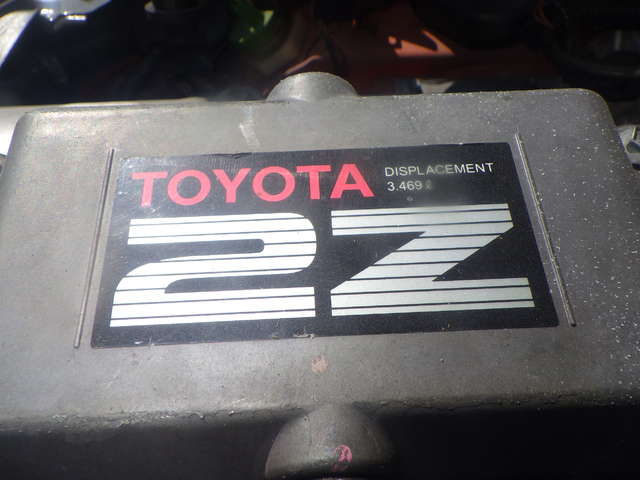 TOYOTA
DISPLACEMENT
3.469 ℓ
2Z